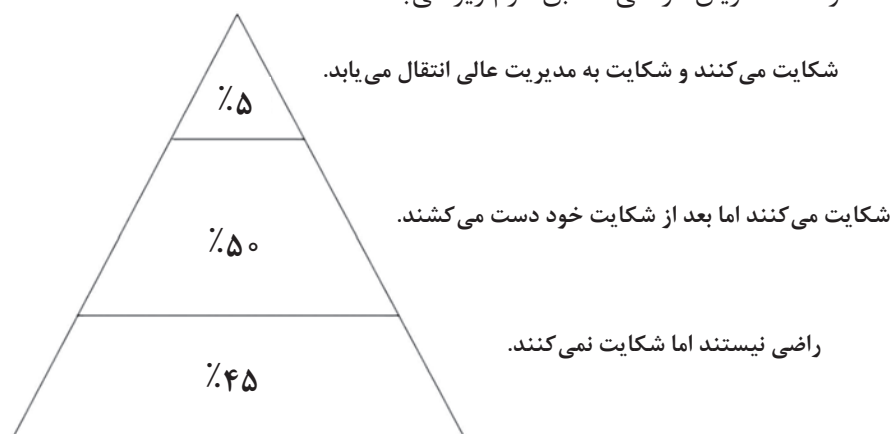 شکایت می‌کنند و شکایت به مدیریت عالی انتقال می‌یابد.
٪۵
شکایت می‌کنند اما بعد از شکایت خود دست می‌کشند.
٪۵۰
راضی نیستند اما شکایت نمی‌کنند.
٪۴۵